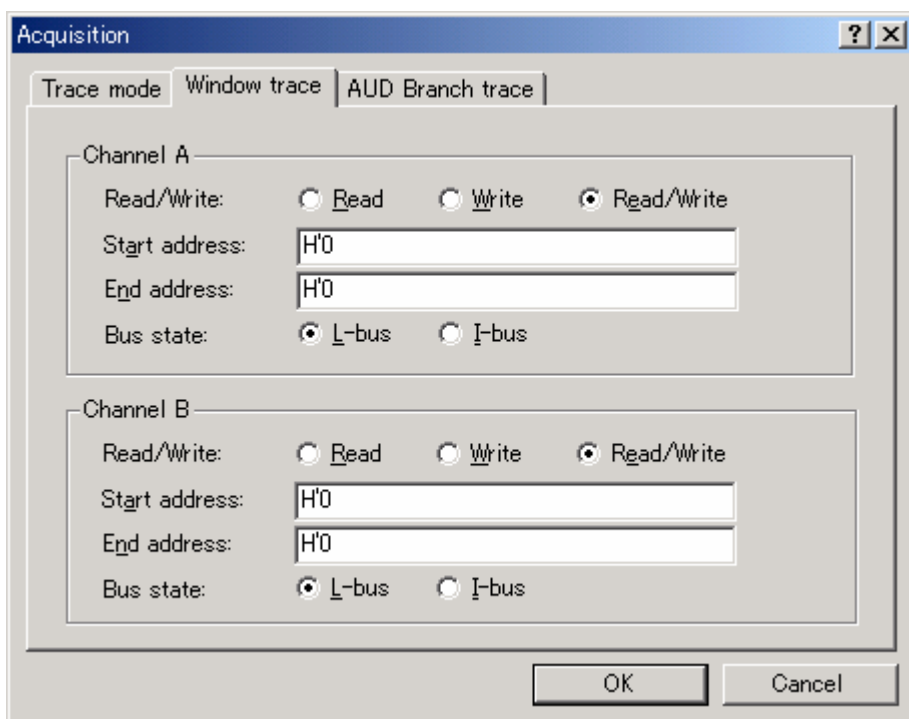 Acquisition
Trace mode Window trace AUD Branch trace
Channel A
Read/Write: Read Write Read/Write
Start address: H'0
End address: H'0
Bus state: L-bus I-bus
Channel B
Read/Write: Read Write Read/Write
Start address: H'0
End address: H'0
Bus state: L-bus I-bus
OK Cancel